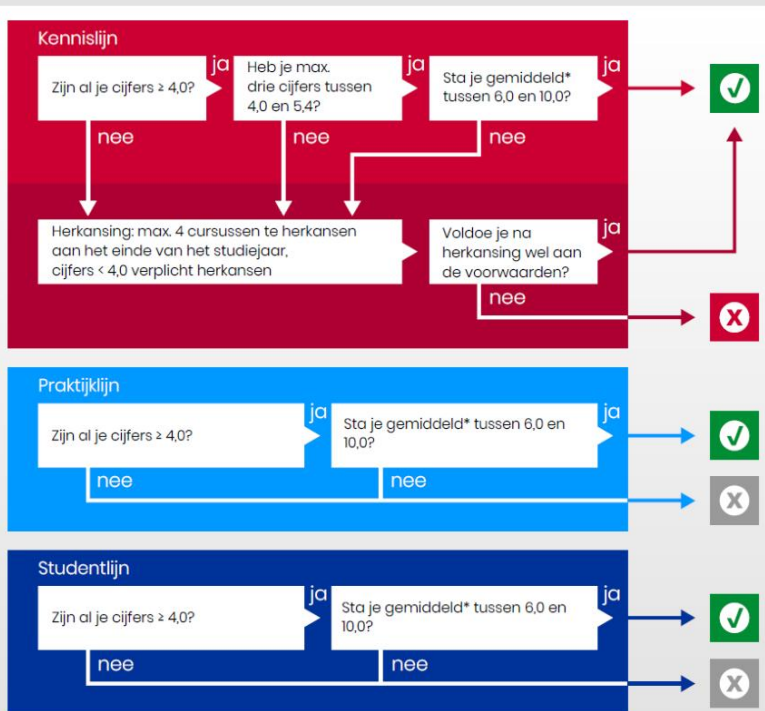 Kennislijn
Zijn al je cijfers ≥ 4,0?
ja
Heb je max.
drie cijfers tussen
4,0 en 5,4?
ja
Sta je gemiddeld*
tussen 6,0 en 10,0?
ja
nee
nee
nee
Herkansing: max. 4 cursussen te herkansen
aan het einde van het studiejaar,
cijfers < 4,0 verplicht herkansen
Voldoe je na
herkansing wel aan
de voorwaarden?
ja
nee
Praktijklijn
Zijn al je cijfers ≥ 4,0?
ja
Sta je gemiddeld* tussen 6,0 en
10,0?
ja
nee
nee
Studentlijn
Zijn al je cijfers ≥ 4,0?
ja
Sta je gemiddeld* tussen 6,0 en
10,0?
ja
nee
nee